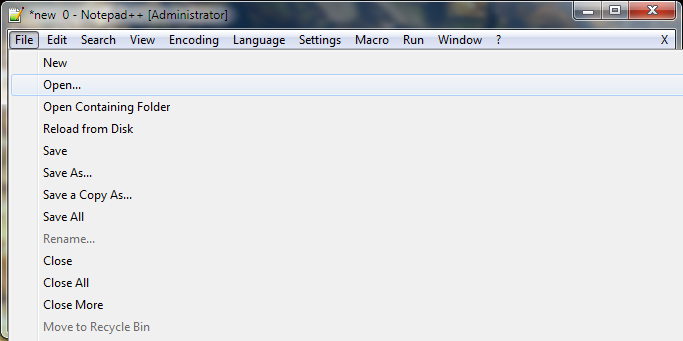 *new  0 - Notepad++ [Administrator]
File Edit Search View Encoding Language Settings Macro Run Window ? X
New
Open...
Open Containing Folder
Reload from Disk
Save
Save As...
Save a Copy As...
Save All
Rename...
Close
Close All
Close More
Move to Recycle Bin